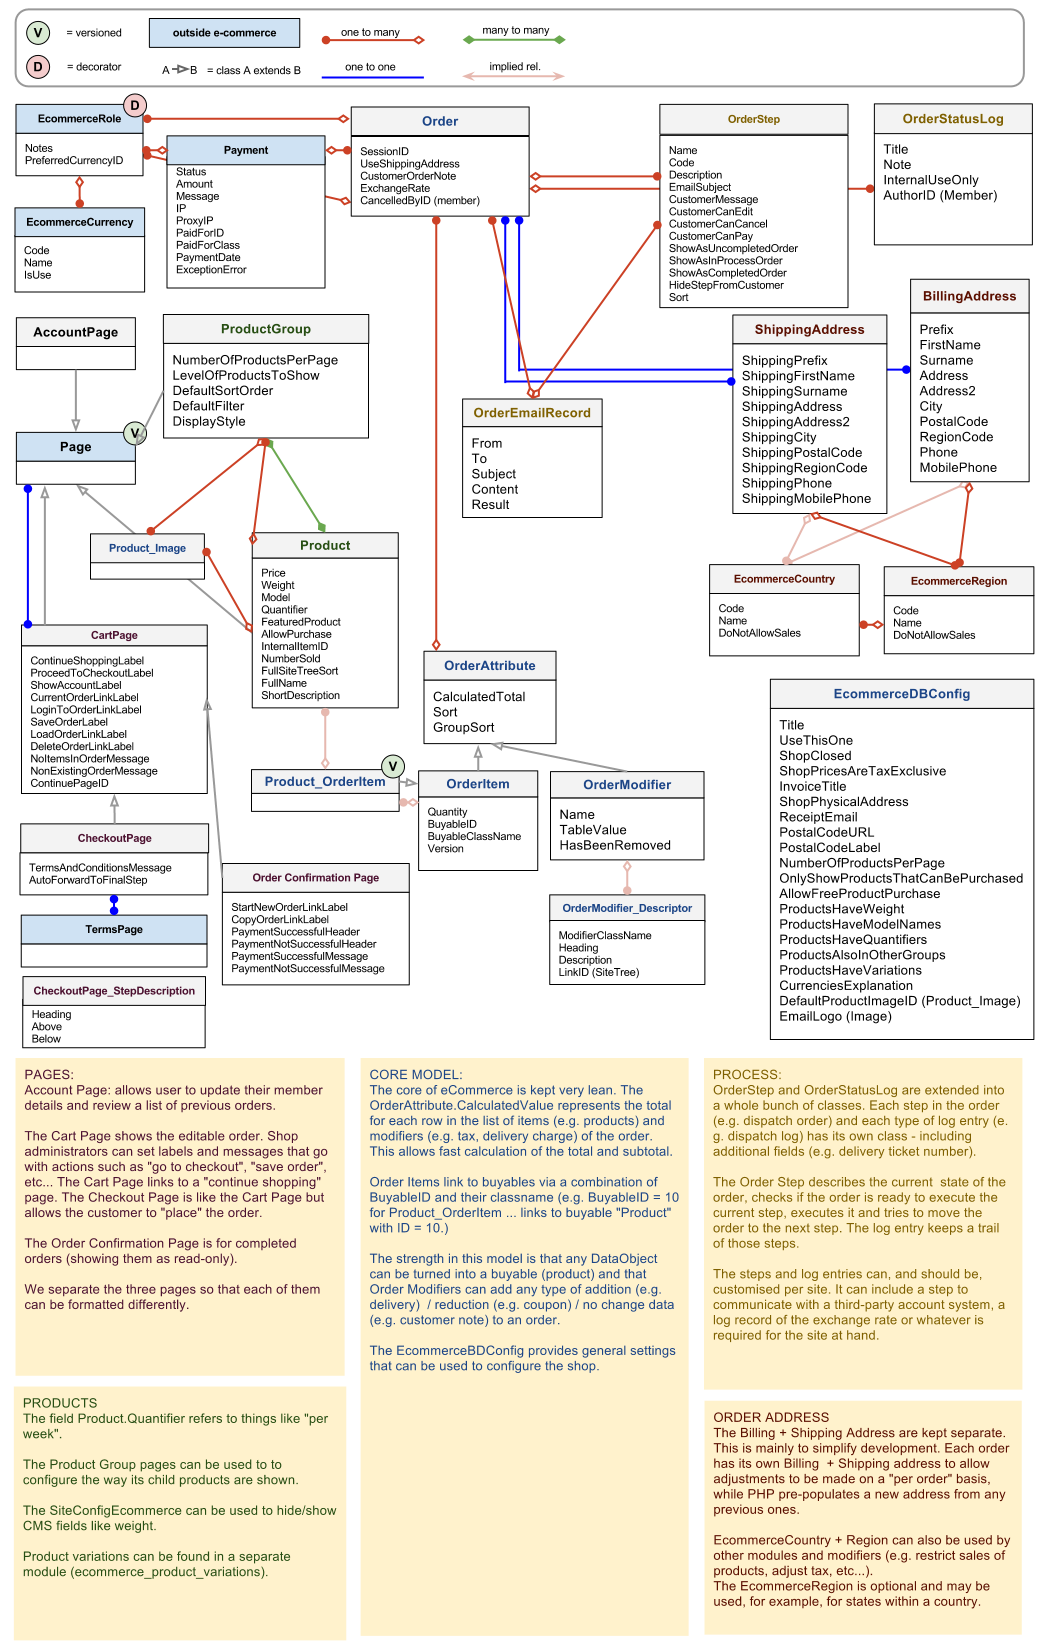 V = versioned
outside e-commerce
one to many
many to many
D = decorator
A B = class A extends B
one to one
implied rel.
D
EcommerceRole
Notes
PreferredCurrencyID
Payment
Status
Amount
Message
IP
ProxyIP
PaidForID
PaidForClass
PaymentDate
ExceptionError
EcommerceCurrency
Code
Name
IsUse
Order
SessionID
UseShippingAddress
CustomerOrderNote
ExchangeRate
CancelledByID (member)
OrderStep
Name
Code
Description
EmailSubject
CustomerMessage
CustomerCanEdit
CustomerCanCancel
CustomerCanPay
ShowAsUncompletedOrder
ShowAsInProcessOrder
ShowAsCompletedOrder
HideStepFromCustomer
Sort
OrderStatusLog
Title
Note
InternalUseOnly
AuthorID (Member)
BillingAddress
Prefix
FirstName
Surname
Address
Address2
City
PostalCode
RegionCode
Phone
MobilePhone
ShippingAddress
ShippingPrefix
ShippingFirstName
ShippingSurname
ShippingAddress
ShippingAddress2
ShippingCity
ShippingPostalCode
ShippingRegionCode
ShippingPhone
ShippingMobilePhone
AccountPage
ProductGroup
NumberOfProductsPerPage
LevelOfProductsToShow
DefaultSortOrder
DefaultFilter
DisplayStyle
V
Page
OrderEmailRecord
From
To
Subject
Content
Result
Product_Image
Product
Price
Weight
Model
Quantifier
FeaturedProduct
AllowPurchase
InternalItemID
NumberSold
FullSiteTreeSort
FullName
ShortDescription
EcommerceCountry
Code
Name
DoNotAllowSales
EcommerceRegion
Code
Name
DoNotAllowSales
CartPage
ContinueShoppingLabel
ProceedToCheckoutLabel
ShowAccountLabel
CurrentOrderLinkLabel
LoginToOrderLinkLabel
SaveOrderLabel
LoadOrderLinkLabel
DeleteOrderLinkLabel
NoItemsInOrderMessage
NonExistingOrderMessage
ContinuePageID
OrderAttribute
CalculatedTotal
Sort
GroupSort
V
Product_OrderItem
OrderItem
Quantity
BuyableID
BuyableClassName
Version
OrderModifier
Name
TableValue
HasBeenRemoved
EcommerceDBConfig
Title
UseThisOne
ShopClosed
ShopPricesAreTaxExclusive
InvoiceTitle
ShopPhysicalAddress
ReceiptEmail
PostalCodeURL
PostalCodeLabel
NumberOfProductsPerPage
OnlyShowProductsThatCanBePurchased
AllowFreeProductPurchase
ProductsHaveWeight
ProductsHaveModelNames
ProductsHaveQuantifiers
ProductsAlsoInOtherGroups
ProductsHaveVariations
CurrenciesExplanation
DefaultProductImageID (Product_Image)
EmailLogo (Image)
CheckoutPage
TermsAndConditionsMessage
AutoForwardToFinalStep
Order Confirmation Page
StartNewOrderLinkLabel
CopyOrderLinkLabel
PaymentSuccessfulHeader
PaymentNotSuccessfulHeader
PaymentSuccessfulMessage
PaymentNotSuccessfulMessage
OrderModifier_Descriptor
ModifierClassName
Heading
Description
LinkID (SiteTree)
TermsPage
CheckoutPage_StepDescription
Heading
Above
Below
PAGES:
Account Page: allows user to update their member
details and review a list of previous orders.
The Cart Page shows the editable order. Shop
administrators can set labels and messages that go
with actions such as "go to checkout", "save order",
etc... The Cart Page links to a "continue shopping"
page. The Checkout Page is like the Cart Page but
allows the customer to "place" the order.
The Order Confirmation Page is for completed
orders (showing them as read-only).
We separate the three pages so that each of them
can be formatted differently.
CORE MODEL:
The core of eCommerce is kept very lean. The
OrderAttribute.CalculatedValue represents the total
for each row in the list of items (e.g. products) and
modifiers (e.g. tax, delivery charge) of the order.
This allows fast calculation of the total and subtotal.
Order Items link to buyables via a combination of
BuyableID and their classname (e.g. BuyableID = 10
for Product_OrderItem ... links to buyable "Product"
with ID = 10.)
The strength in this model is that any DataObject
can be turned into a buyable (product) and that
Order Modifiers can add any type of addition (e.g.
delivery) / reduction (e.g. coupon) / no change data
(e.g. customer note) to an order.
The EcommerceBDConfig provides general settings
that can be used to configure the shop.
PROCESS:
OrderStep and OrderStatusLog are extended into
a whole bunch of classes. Each step in the order
(e.g. dispatch order) and each type of log entry (e.
g. dispatch log) has its own class - including
additional fields (e.g. delivery ticket number).
The Order Step describes the current state of the
order, checks if the order is ready to execute the
current step, executes it and tries to move the
order to the next step. The log entry keeps a trail
of those steps.
The steps and log entries can, and should be,
customised per site. It can include a step to
communicate with a third-party account system, a
log record of the exchange rate or whatever is
required for the site at hand.
PRODUCTS
The field Product.Quantifier refers to things like "per
week".
The Product Group pages can be used to to
configure the way its child products are shown.
The SiteConfigEcommerce can be used to hide/show
CMS fields like weight.
Product variations can be found in a separate
module (ecommerce_product_variations).
ORDER ADDRESS
The Billing + Shipping Address are kept separate.
This is mainly to simplify development. Each order
has its own Billing + Shipping address to allow
adjustments to be made on a "per order" basis,
while PHP pre-populates a new address from any
previous ones.
EcommerceCountry + Region can also be used by
other modules and modifiers (e.g. restrict sales of
products, adjust tax, etc...).
The EcommerceRegion is optional and may be
used, for example, for states within a country.